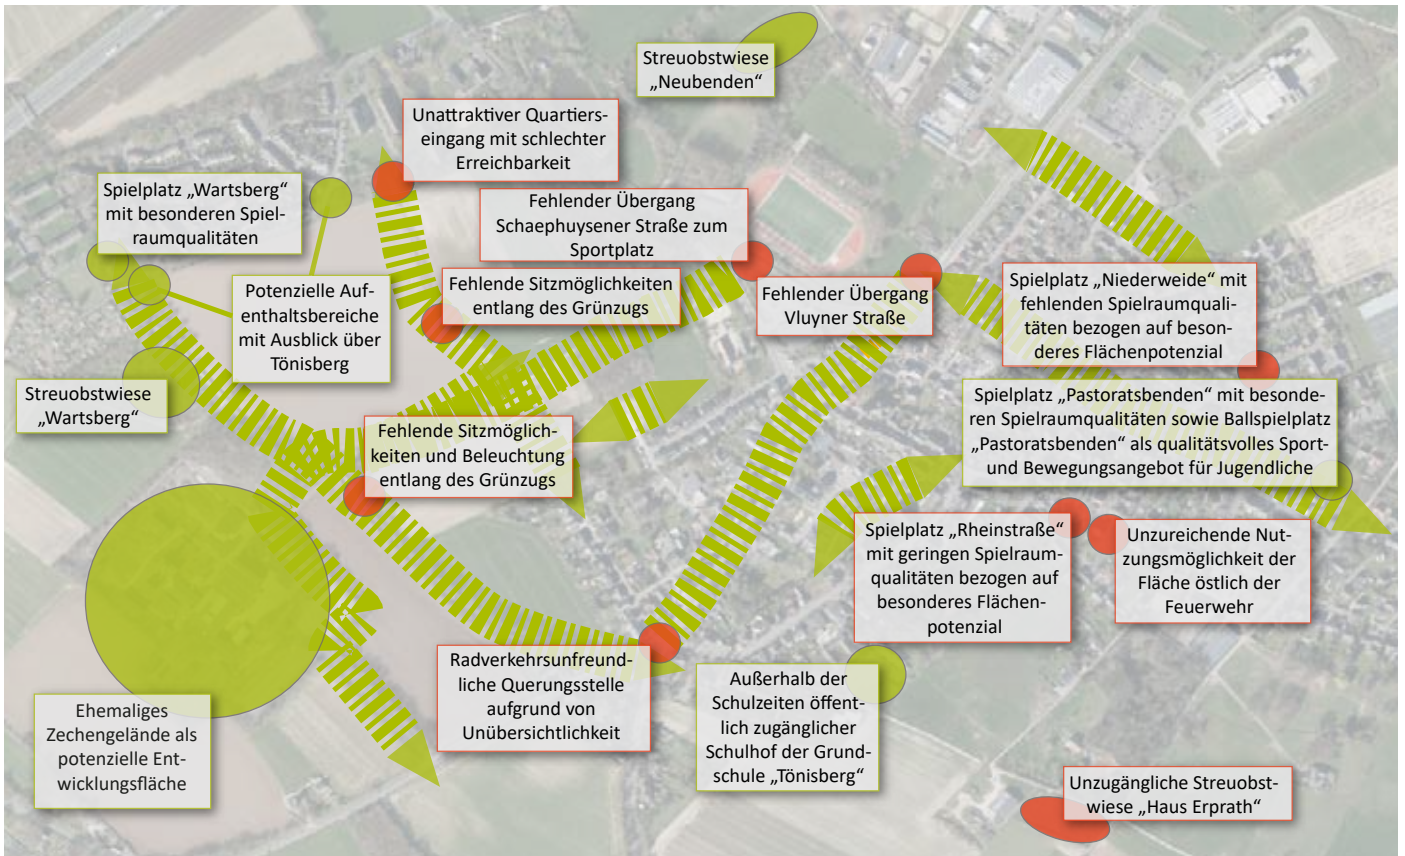 Streuobstwiese
„Neubenden“
Unattraktiver Quartiers-
eingang mit schlechter
Erreichbarkeit
Spielplatz „Wartsberg“
mit besonderen Spiel-
raumqualitäten
Fehlender Übergang
Schaephuysener Straße zum
Sportplatz
Potenzielle Auf-
enthaltsbereiche
mit Ausblick über
Tönisberg
Fehlende Sitzmöglichkeiten
entlang des Grünzugs
Fehlender Übergang
Vluyner Straße
Spielplatz „Niederweide“ mit
fehlenden Spielraumquali-
täten bezogen auf beson-
deres Flächenpotenzial
Streuobstwiese
„Wartsberg“
Spielplatz „Pastoratsbenden“ mit besonde-
ren Spielraumqualitäten sowie Ballspielplatz
„Pastoratsbenden“ als qualitätsvolles Sport-
und Bewegungsangebot für Jugendliche
Fehlende Sitzmöglich-
keiten und Beleuchtung
entlang des Grünzugs
Spielplatz „Rheinstraße“
mit geringen Spielraum-
qualitäten bezogen auf
besonderes Flächen-
potenzial
Unzureichende Nut-
zungsmöglichkeit der
Fläche östlich der
Feuerwehr
Radverkehrsunfreund-
liche Querungsstelle
aufgrund von
Unübersichtlichkeit
Außerhalb der
Schulzeiten öffent-
lich zugänglicher
Schulhof der Grund-
schule „Tönisberg“
Ehemaliges
Zechengelände als
potenzielle Ent-
wicklungsfläche
Unzugängliche Streuobst-
wiese „Haus Erprath“